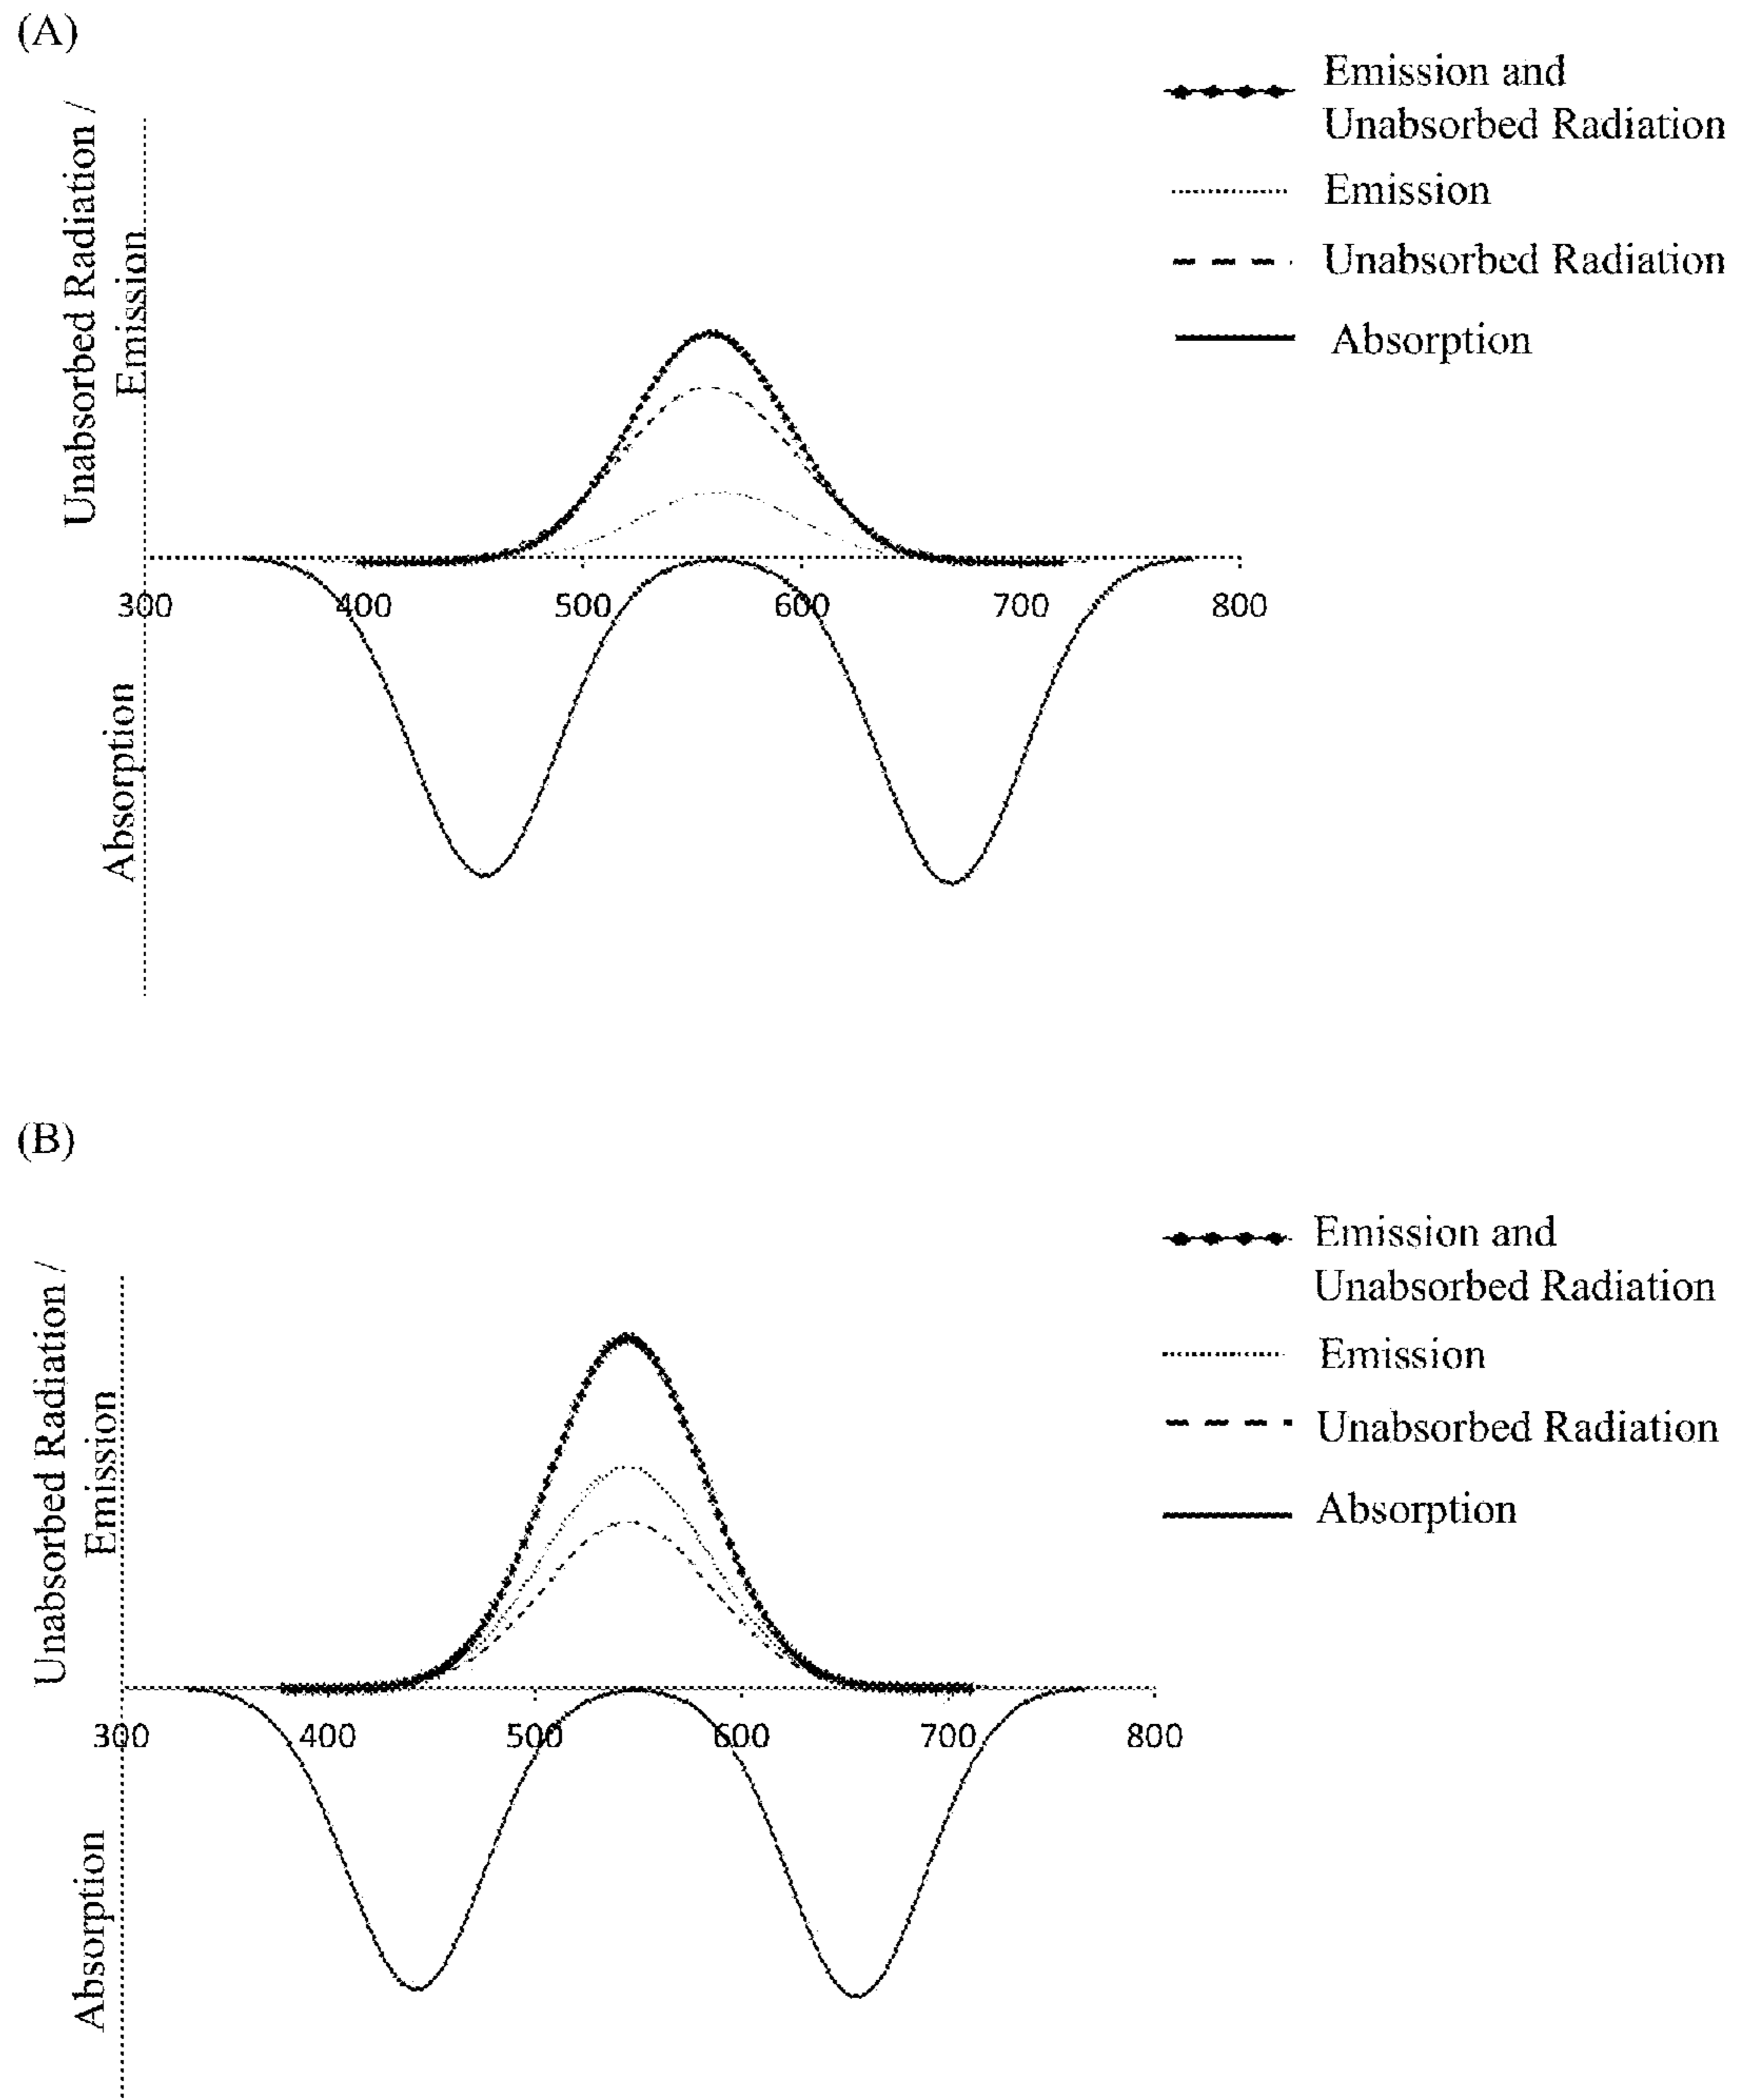 (A)
Emission and
Unabsorbed Radiation
Emission
Unabsorbed Radiation
Absorption
Unabsorbed Radiation /
Emission
300 400 500 600 700 800
Absorption
(B)
Emission and
Unabsorbed Radiation
Emission
Unabsorbed Radiation
Absorption
Unabsorbed Radiation /
Emission
300 400 500 600 700 800
Absorption